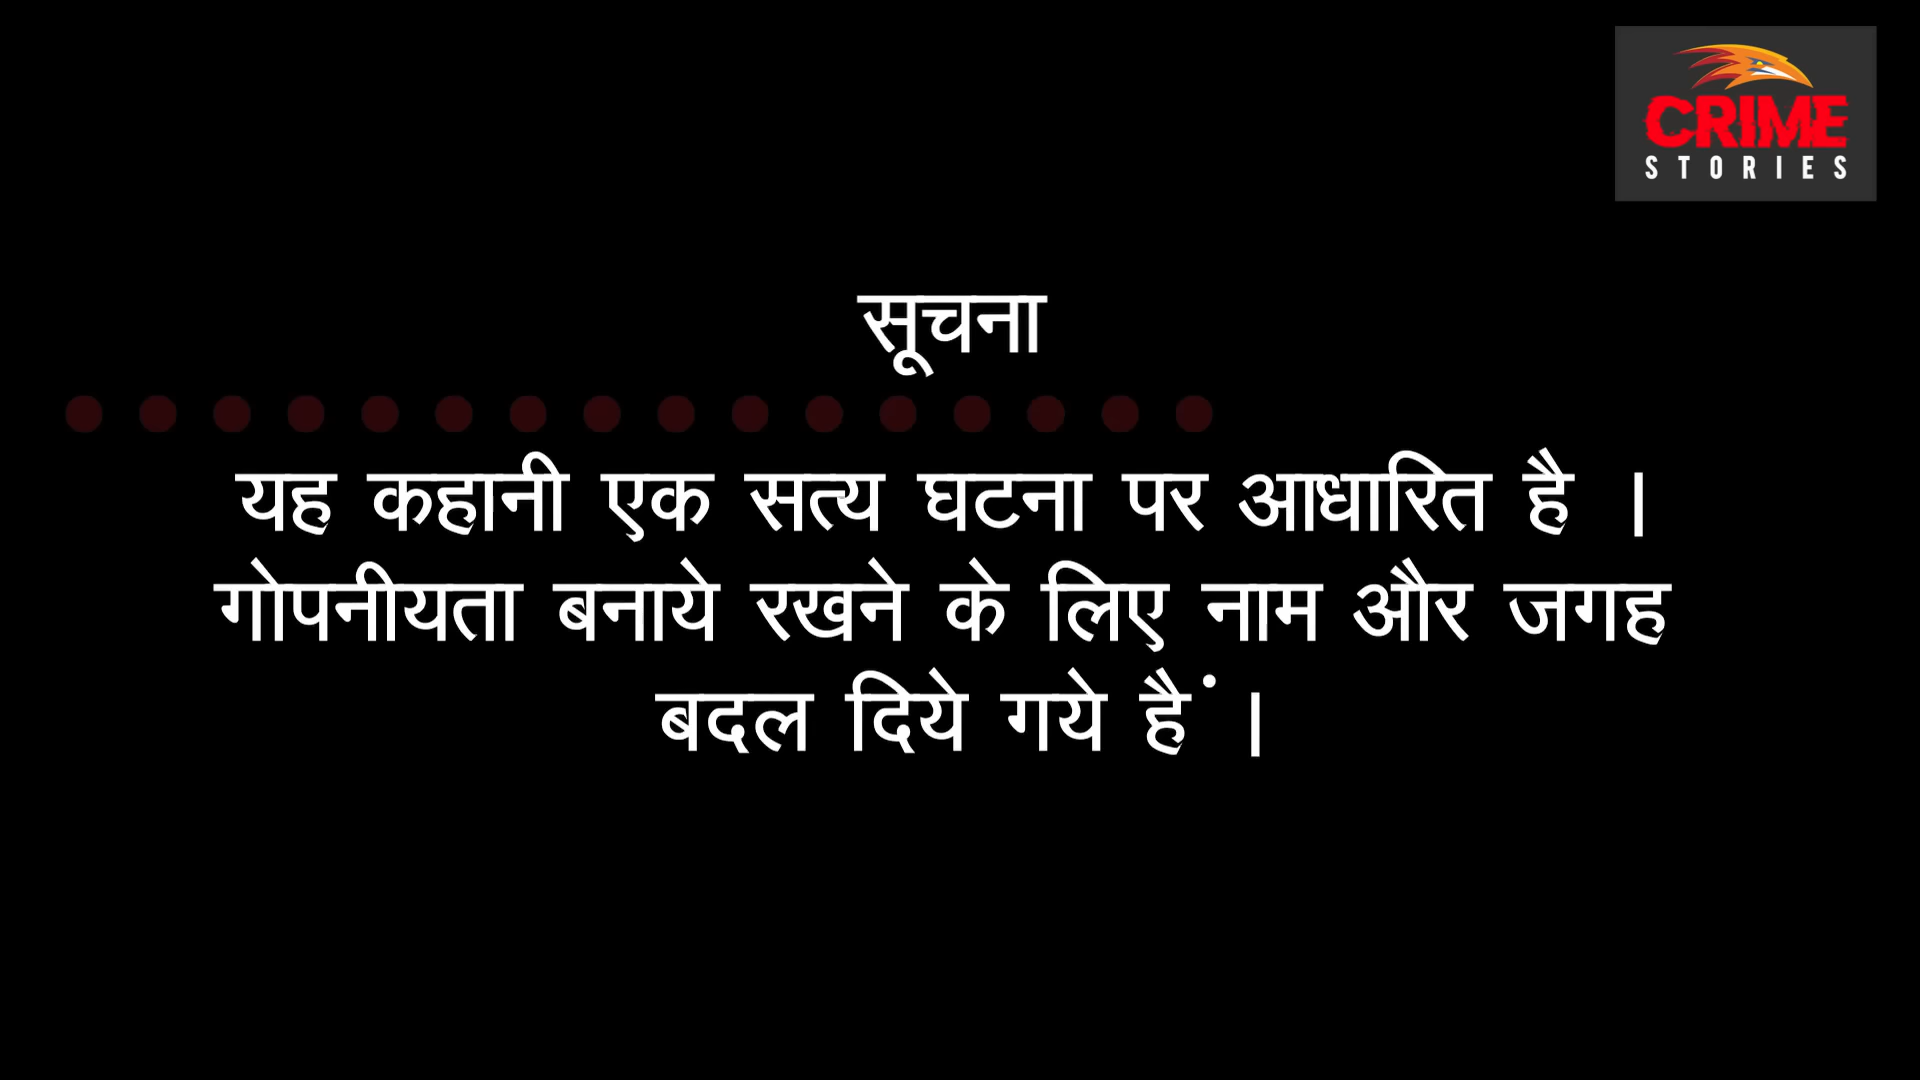 CRIME
STORIES
सूचना
यह कहानी एक सत्य घटना पर आधारित है ।
गोपनीयता बनाये रखने के लिए नाम और जगह
बदल दिये गये हैं ।